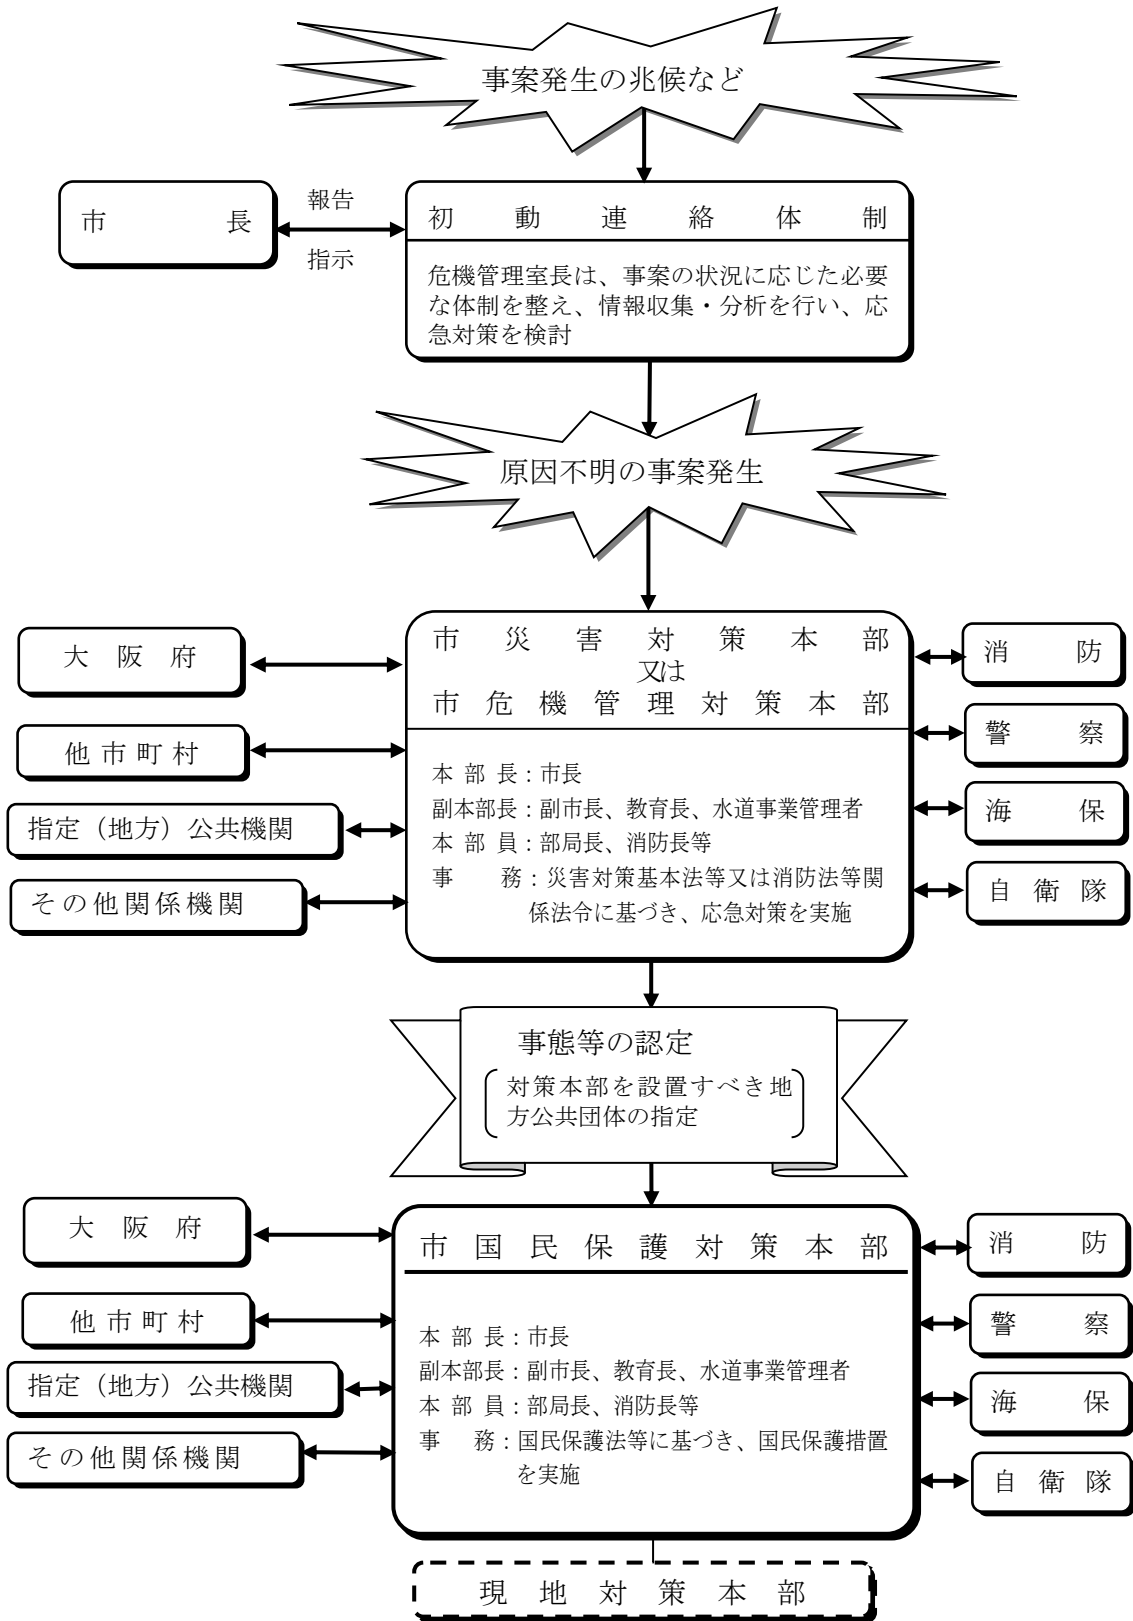 事案発生の兆候など
市長
報告
指示
初動連絡体制
危機管理室長は、事案の状況に応じた必要
な体制を整え、情報収集・分析を行い、応
急対策を検討
原因不明の事案発生
市災害対策本部
又は
市危機管理対策本部
本部長：市長
副本部長：副市長、教育長、水道事業管理者
本部員：部局長、消防長等
事務：災害対策基本法等又は消防法等関
係法令に基づき、応急対策を実施
大阪府
他市町村
指定（地方）公共機関
その他関係機関
消防
警察
海保
自衛隊
事態等の認定
対策本部を設置すべき地
方公共団体の指定
市国民保護対策本部
本部長：市長
副本部長：副市長、教育長、水道事業管理者
本部員：部局長、消防長等
事務：国民保護法等に基づき、国民保護措置
を実施
大阪府
他市町村
指定（地方）公共機関
その他関係機関
消防
警察
海保
自衛隊
現地対策本部